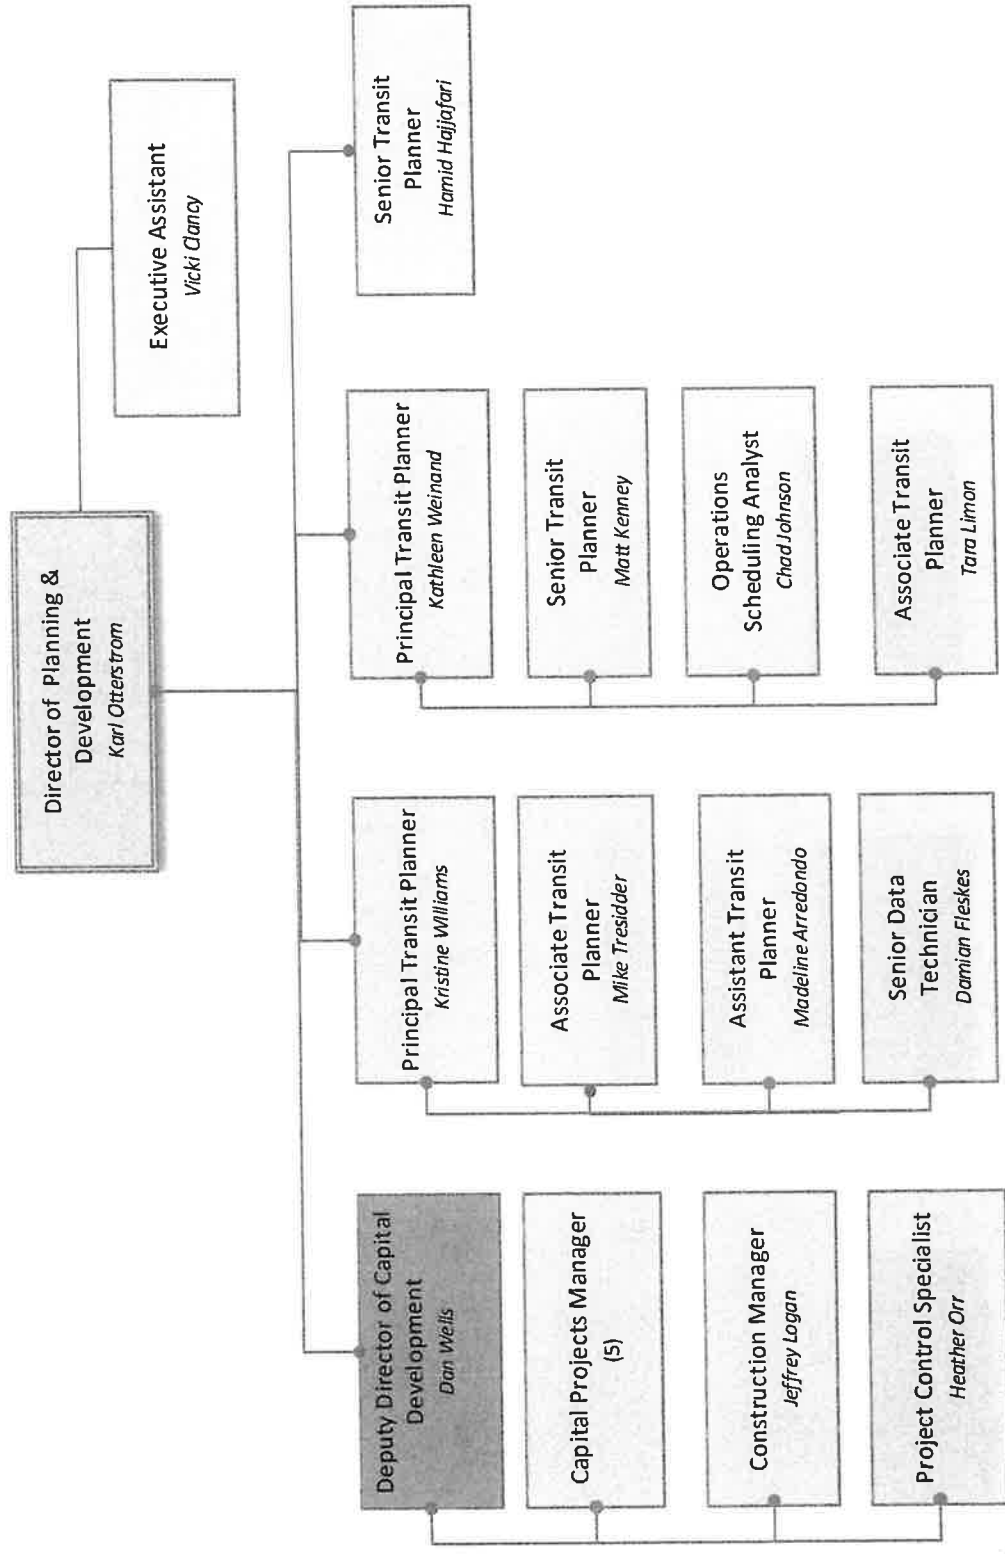 Director of Planning &
Development
Karl Otterstrom
Executive Assistant
Vicki Clancy
Deputy Director of Capital
Development
Dan Wells
Capital Projects Manager
(5)
Construction Manager
Jeffrey Logan
Project Control Specialist
Heather Orr
Principal Transit Planner
Kristine Williams
Associate Transit
Planner
Mike Tresidder
Assistant Transit
Planner
Madeline Arredondo
Senior Data
Technician
Damian Fleskes
Principal Transit Planner
Kathleen Weinand
Senior Transit
Planner
Matt Kenney
Operations
Scheduling Analyst
Chad Johnson
Associate Transit
Planner
Tara Limon
Senior Transit
Planner
Hamid Hajjafari